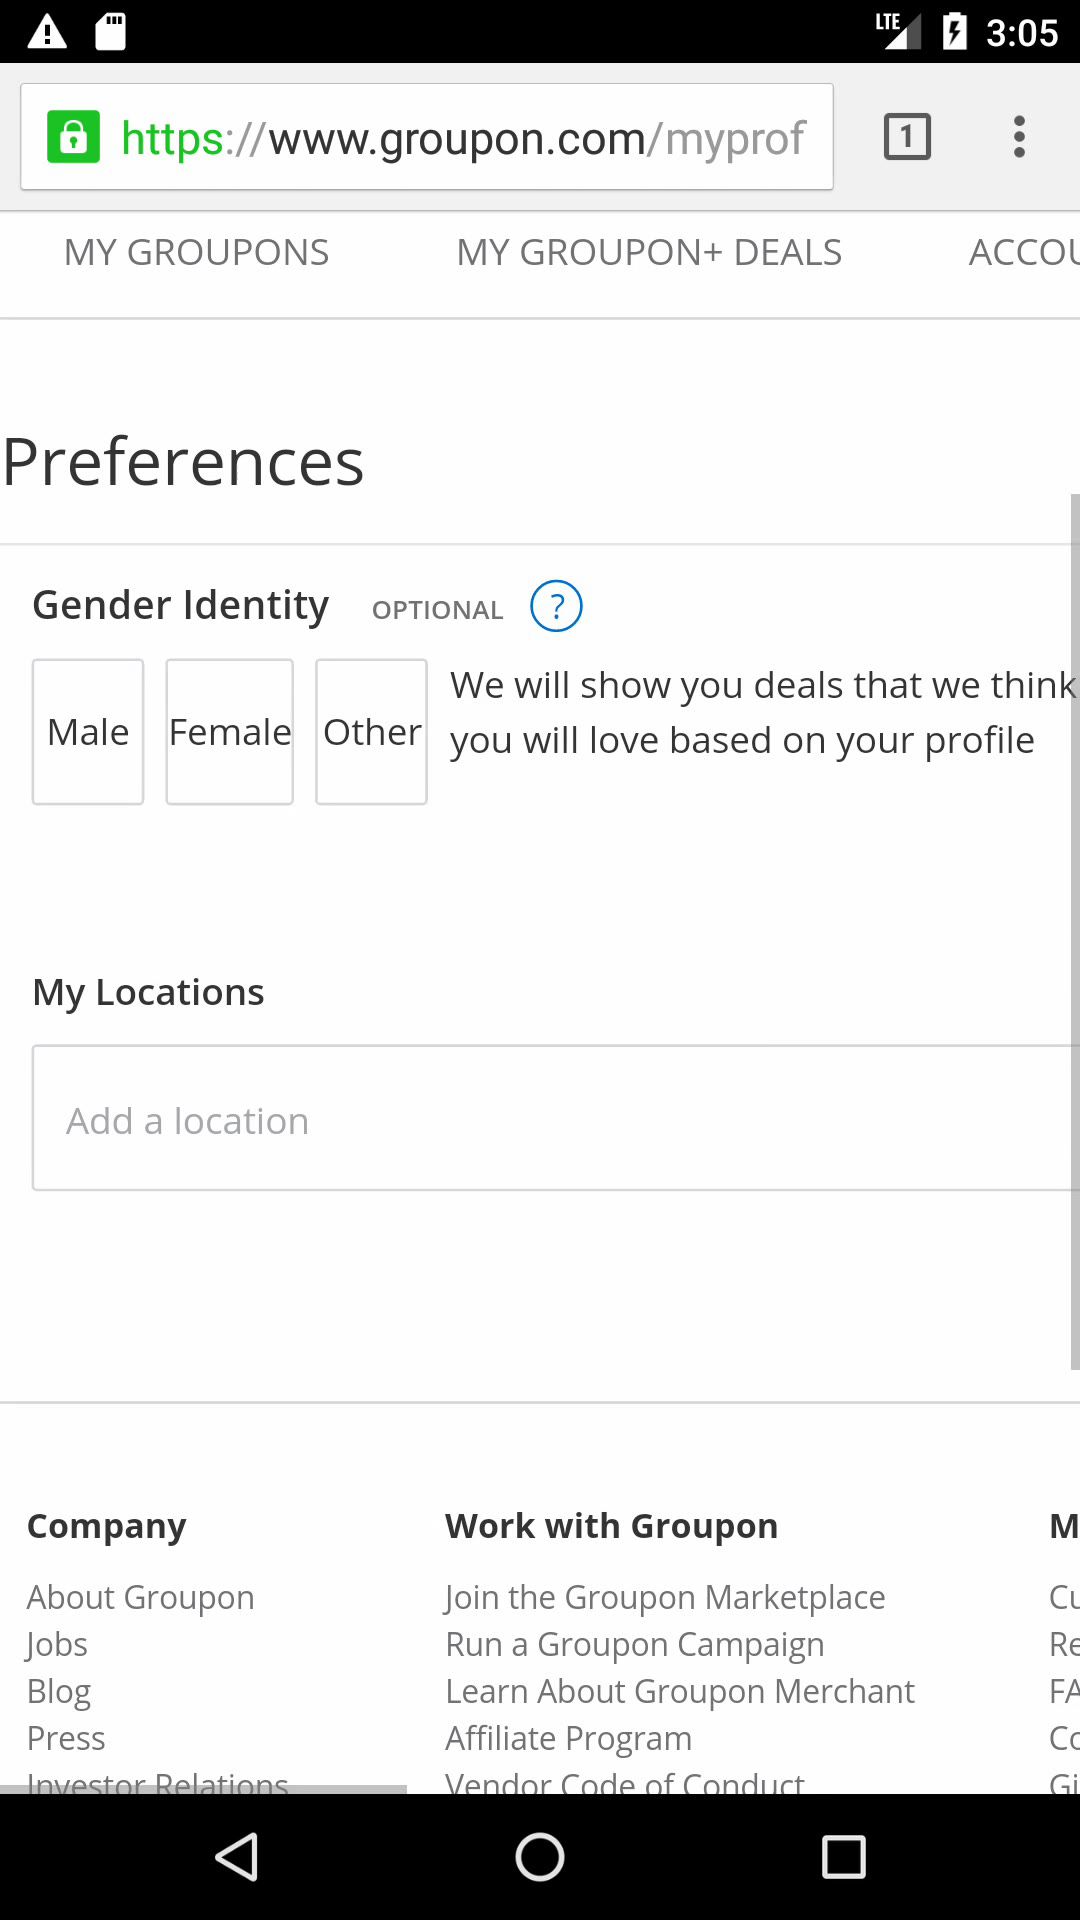 LTE 3:05
https://www.groupon.com/myprof 1
MY GROUPONS MY GROUPON+ DEALS ACCOU
Preferences
Gender Identity OPTIONAL ?
Male Female Other
We will show you deals that we think
you will love based on your profile
My Locations
Add a location
Company
About Groupon
Jobs
Blog
Press
Investor Relations
Work with Groupon
Join the Groupon Marketplace
Run a Groupon Campaign
Learn About Groupon Merchant
Affiliate Program
Vendor Code of Conduct
M
Cu
Re
FA
Co
Gi